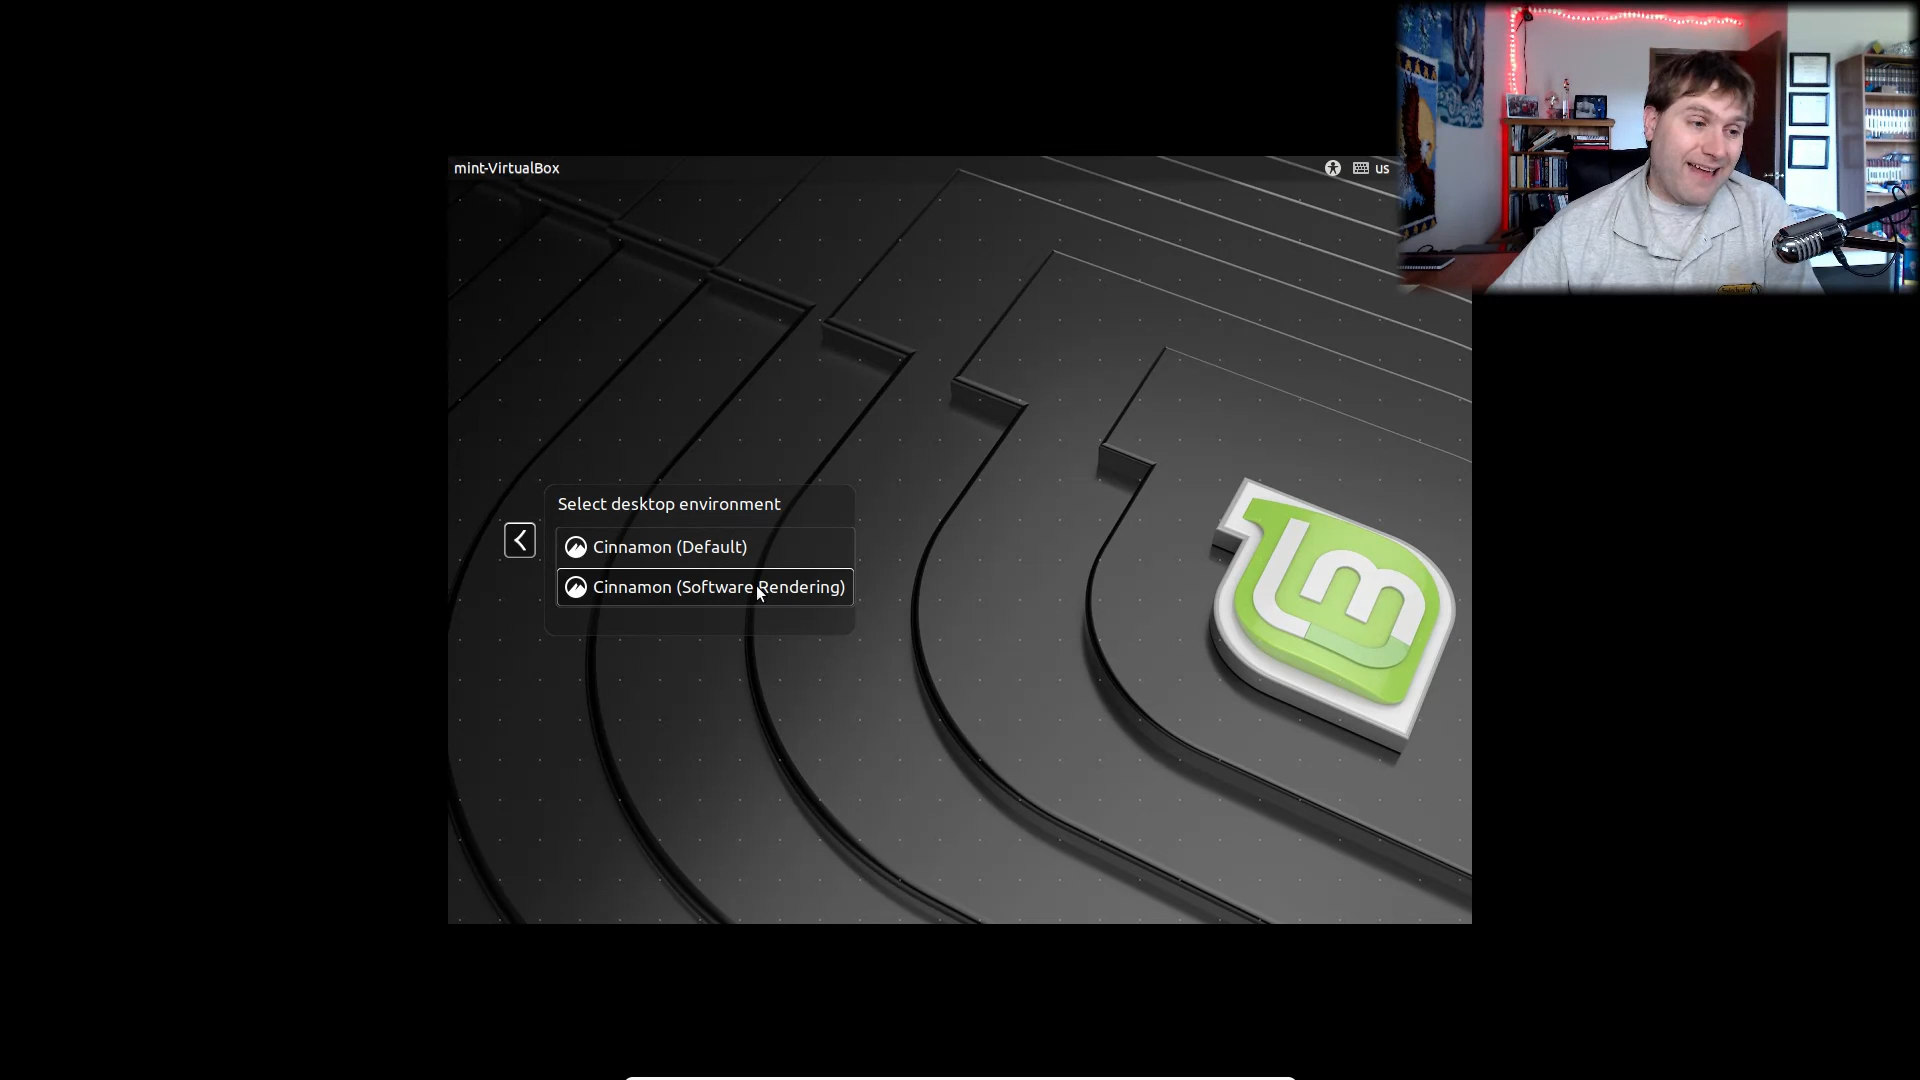 mint-VirtualBox
us
Select desktop environment
Cinnamon (Default)
Cinnamon (Software Rendering)